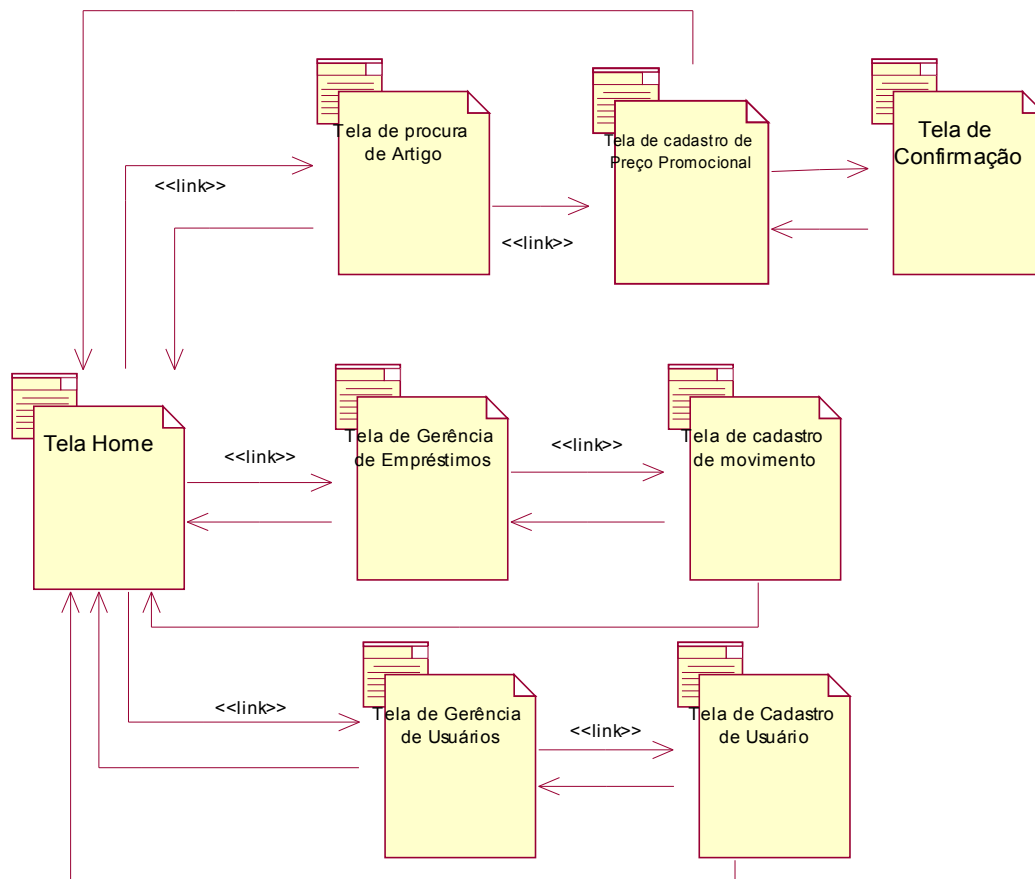 Tela de procura
de Artigo
Tela de cadastro de
Preço Promocional
Tela de
Confirmação
<<link>>
<<link>>
Tela Home
Tela de Gerência
de Empréstimos
Tela de cadastro
de movimento
<<link>>
<<link>>
Tela de Gerência
de Usuários
Tela de Cadastro
de Usuário
<<link>>
<<link>>